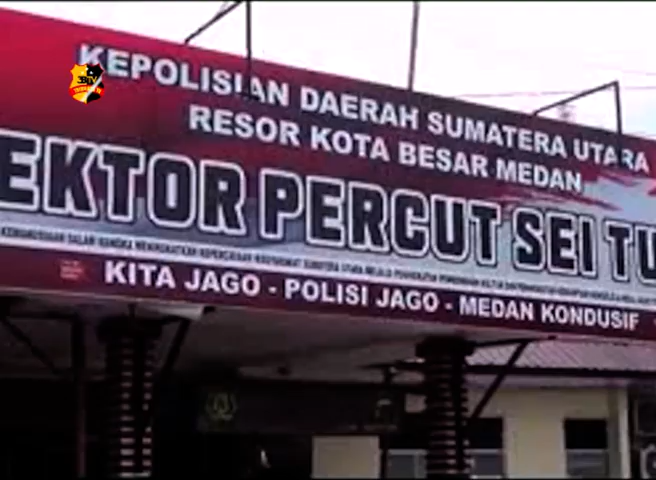 KEPOLISIAN DAERAH SUMATERA UTARA
RESOR KOTA BESAR MEDAN
EKTOR PERCUT SEI TU
KITA JAGO - POLISI JAGO - MEDAN KONDUSIF